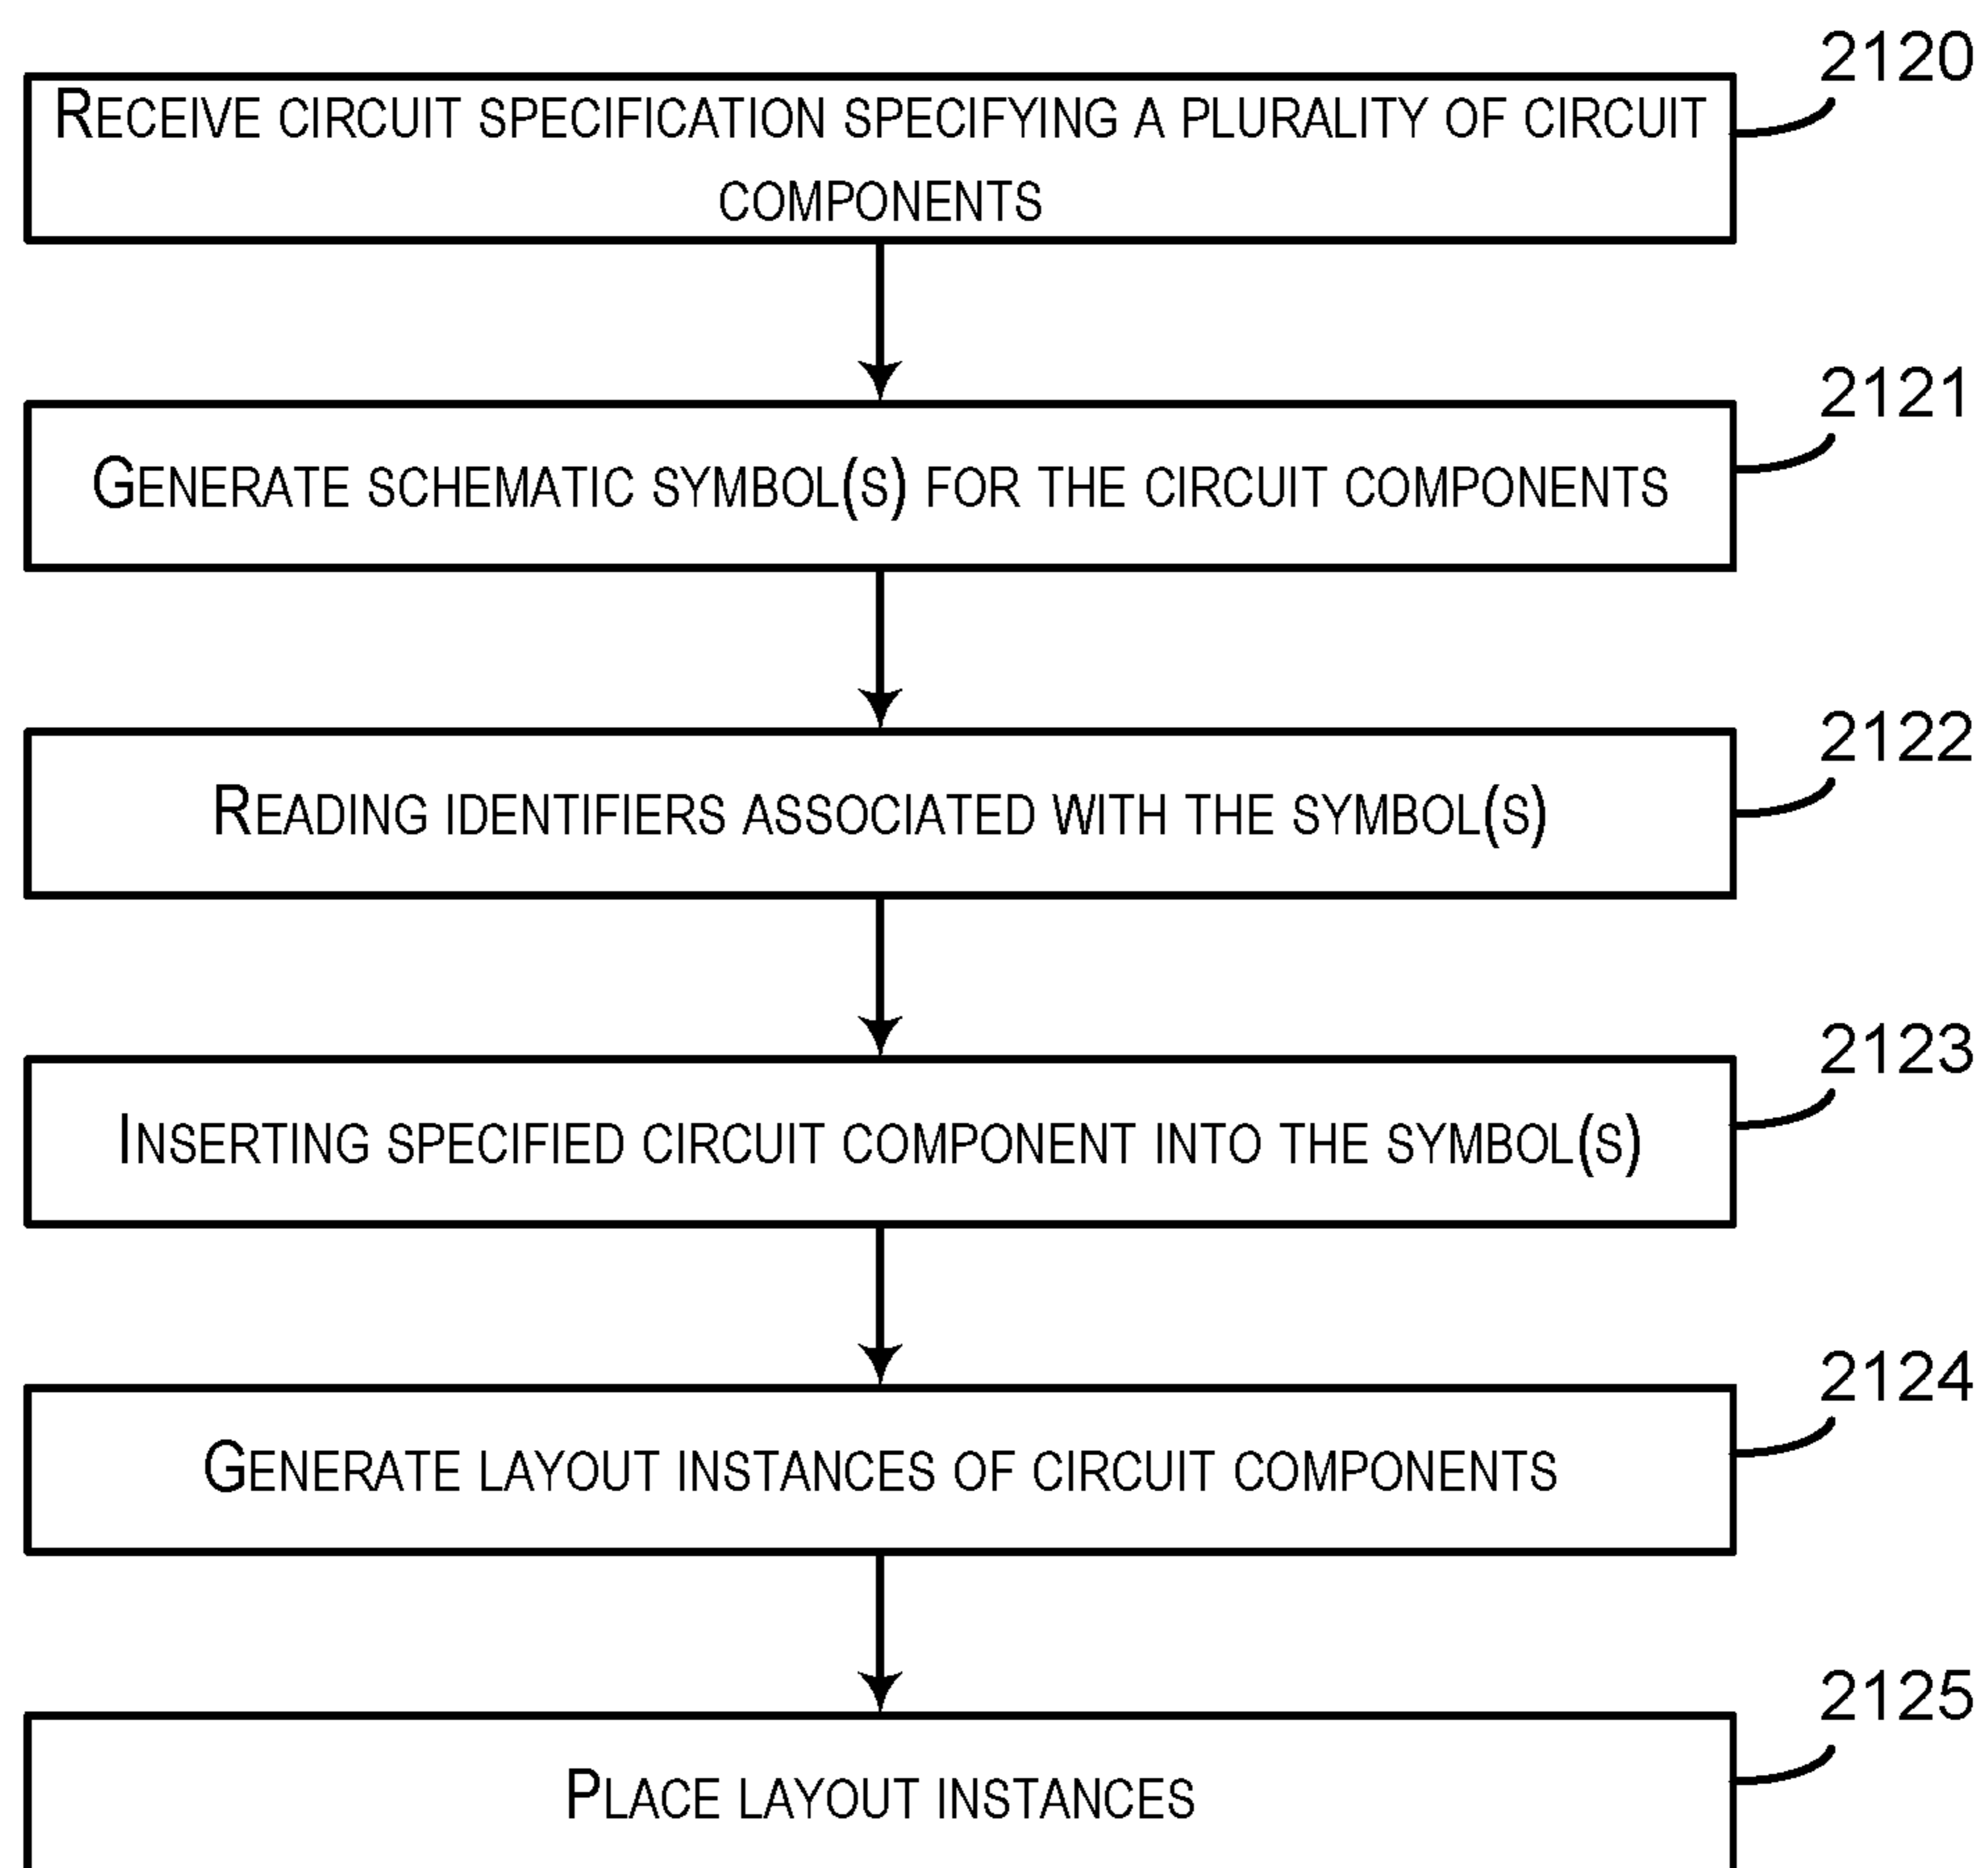 2120
RECEIVE CIRCUIT SPECIFICATION SPECIFYING A PLURALITY OF CIRCUIT
COMPONENTS
2121
GENERATE SCHEMATIC SYMBOL(S) FOR THE CIRCUIT COMPONENTS
2122
READING IDENTIFIERS ASSOCIATED WITH THE SYMBOL(S)
2123
INSERTING SPECIFIED CIRCUIT COMPONENT INTO THE SYMBOL(S)
2124
GENERATE LAYOUT INSTANCES OF CIRCUIT COMPONENTS
2125
PLACE LAYOUT INSTANCES